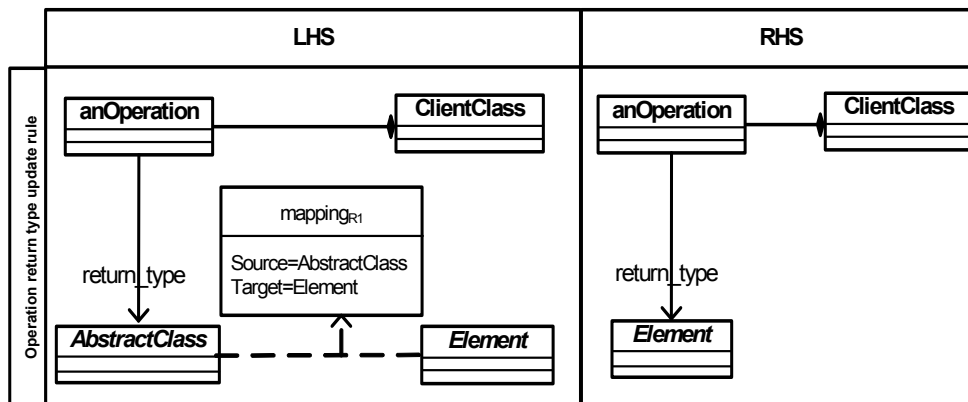 LHS
RHS
Operation return type update rule
anOperation
ClientClass
mappingR1
Source=AbstractClass
Target=Element
return_type
AbstractClass
Element
anOperation
ClientClass
return_type
Element